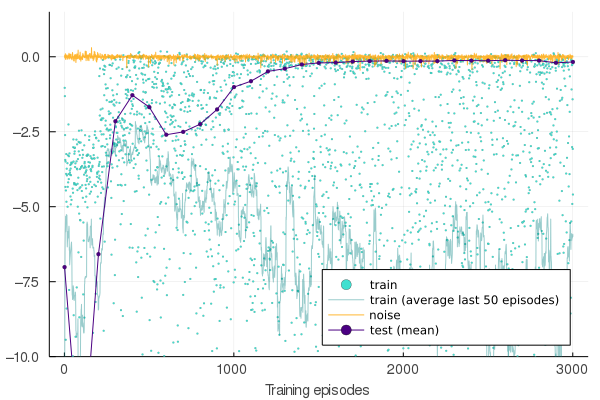 0.0
−2.5
−5.0
−7.5
−10.0
0
1000
2000
3000
Training episodes
train
train (average last 50 episodes)
noise
test (mean)